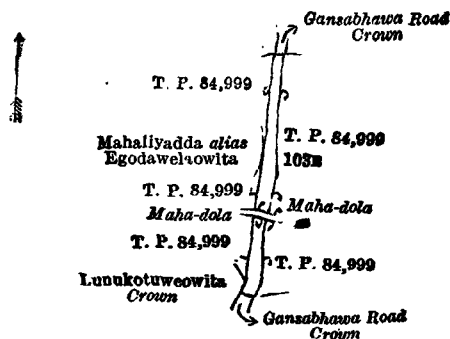 Gansabhawa Road
Crown
T. P. 84,999
Mahaliyadda alias
Egodawelaowita
T. P. 84,999
103
T. P. 84,999
Maha-dola
Maha-dola
T. P. 84,999
T. P. 84,999
Lunukotuweowita
Crown
Gansabhawa Road
Crown